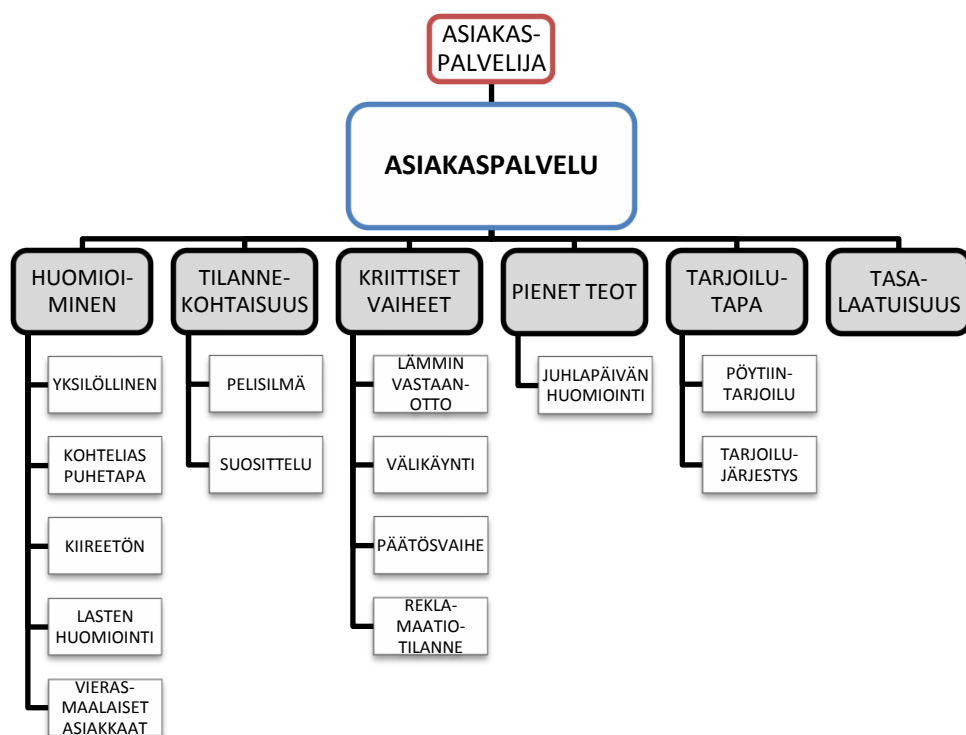 ASIAKAS-
PALVELIJA
ASIAKASPALVELU
HUOMIOI-
MINEN
TILANNE-
KOHTAISUUS
KRIITTISET
VAIHEET
PIENET TEOT
TARJOILU-
TAPA
TASA-
LAATUISUUS
YKSILÖLLINEN
KOHTELIAS
PUHETAPA
KIIREETÖN
LASTEN
HUOMIOINTI
VIERAS-
MAALAISET
ASIAKKAAT
PELISILMÄ
SUOSITTELU
LÄMMIN
VASTAAN-
OTTO
VÄLIKÄYNTI
PÄÄTÖSVAIHE
REKLA-
MAATIO-
TILANNE
JUHLAPÄIVÄN
HUOMIOINTI
PÖYTIIN-
TARJOILU
TARJOILU-
JÄRJESTYS